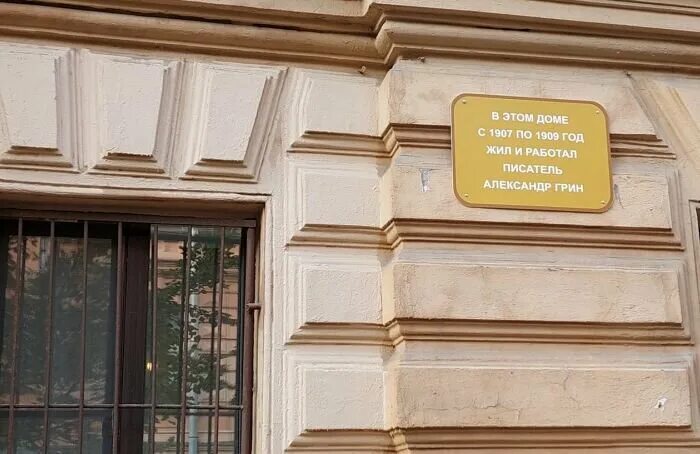 В ЭТОМ ДОМЕ
С 1907 ПО 1909 ГОД
ЖИЛ И РАБОТАЛ
ПИСАТЕЛЬ
АЛЕКСАНДР ГРИН